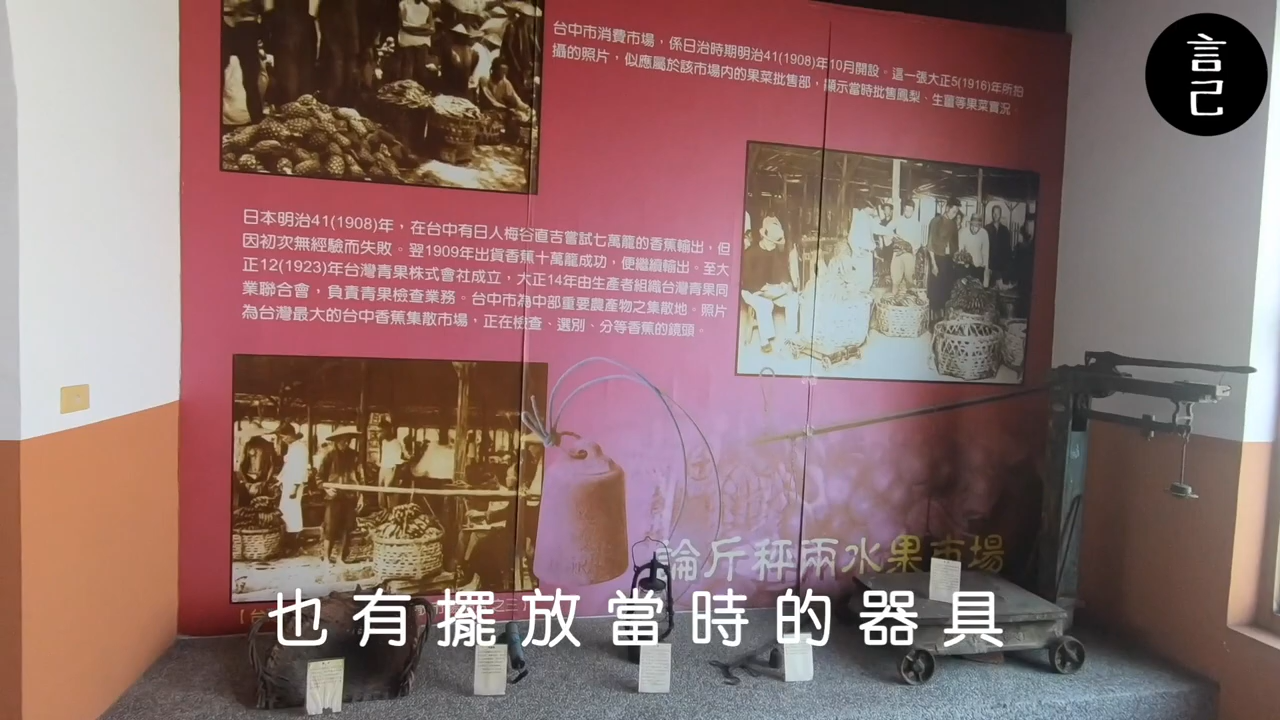 言己
台中市消費市場，係日治時期明治41(1908)年10月開設。這一張大正5(1916)年所拍
攝的照片，似應屬於該市場内的果菜批售部，顯示當時批售鳳梨、生薑等果菜實況
日本明治41(1908)年，在台中有日人梅谷直吉嘗試七萬籠的香蕉輸出，但
因初次無經驗而失敗。翌1909年出貨香蕉十萬籠成功，便繼續輸出。至大
正12(1923)年台灣青果株式會社成立，大正14年由生產者組織台灣青果同
業聯合會，負責青果檢查業務。台中市為中部重要農產物之集散地。照片
為台灣最大的台中香蕉集散市場，正在檢查、選別、分等香蕉的鏡頭。
論斤秤兩水果市場
也有擺放當時的器具